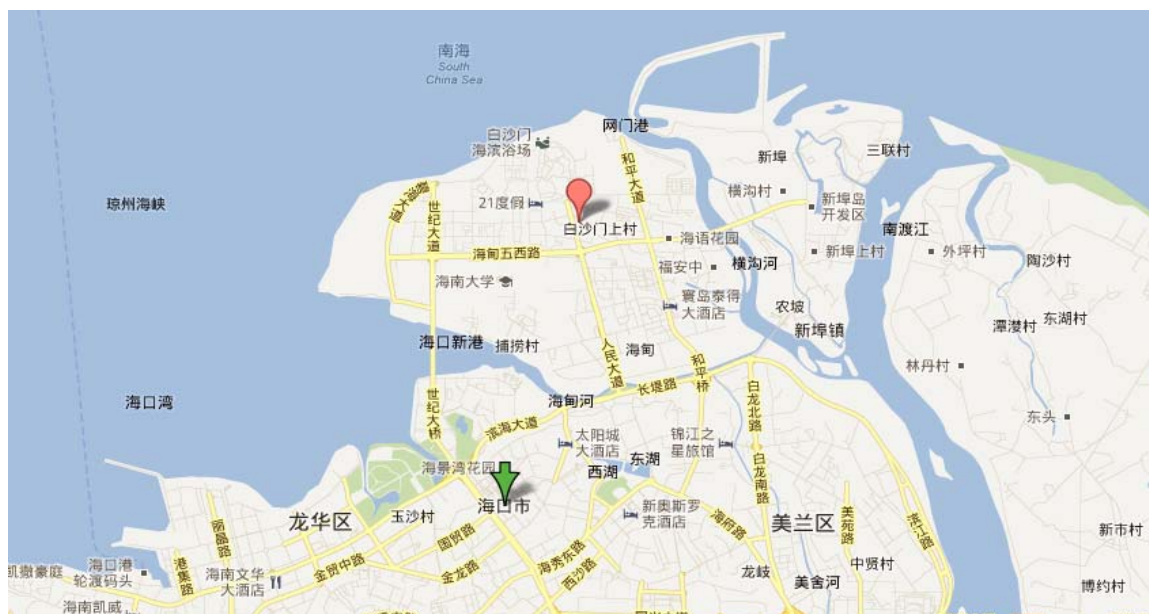 南海
South
China Sea
白沙门
海滨浴场
网门港
和平大道
新埠
三联村
横沟村
新埠岛
开发区
琼州海峡
碧海大道
世纪大道
21度假
白沙门上村
海甸五西路
海语花园
南渡江
外坪村
陶沙村
海南大学
福安中
横沟河
新埠上村
寰岛泰得
大酒店
农坡
新埠镇
东湖村
海口新港
捕捞村
人民大道
海甸
和平桥
林丹村
海口湾
世纪大桥
海甸河
长堤路
白龙北路
东头
滨海大道
太阳城
大酒店
锦江之
星旅馆
海景湾花园
西湖
东湖
白龙南路
海口市
龙华区
玉沙村
新奥斯罗
克酒店
海府路
美兰区
美苑路
滨江路
新市村
丽晶路
港集路
国贸路
海秀东路
西沙路
凯撤豪庭
海口港
轮渡码头
海南文华
大酒店
金贸中路
金龙路
龙岐
美舍河
中贤村
博约村
海南凯威